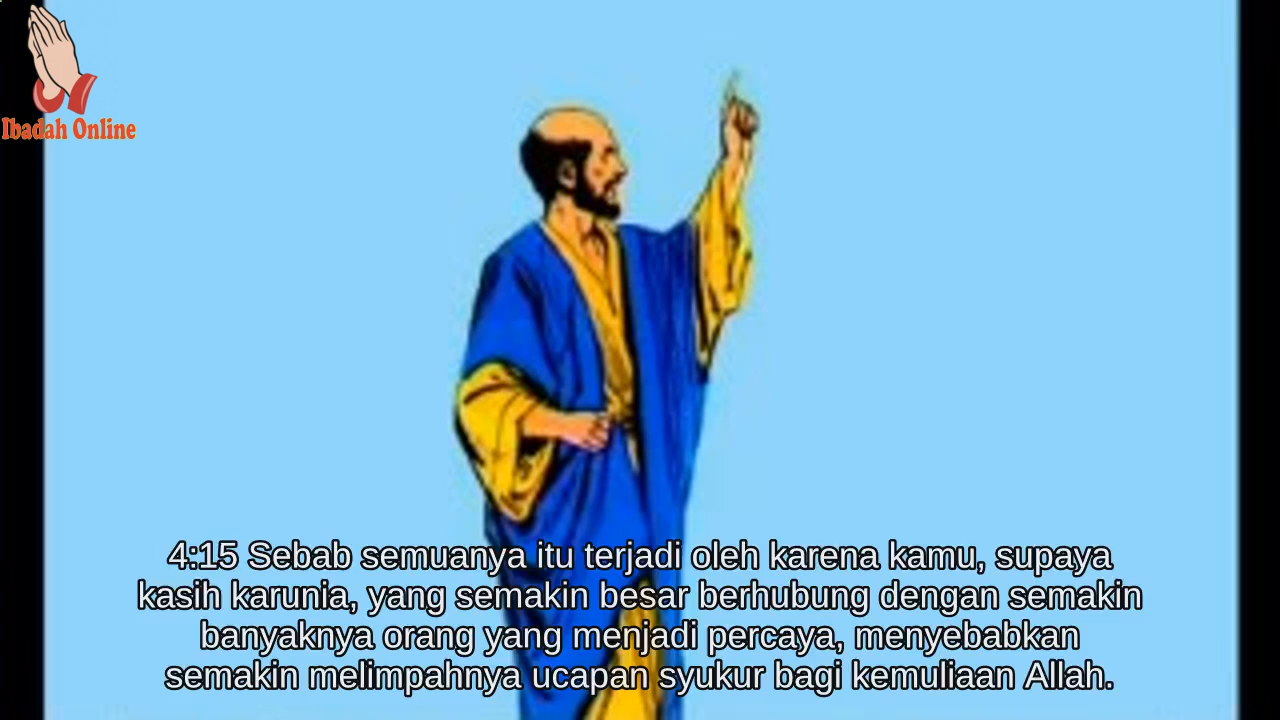 Ibadah Online
4:15 Sebab semuanya itu terjadi oleh karena kamu, supaya
kasih karunia, yang semakin besar berhubung dengan semakin
banyaknya orang yang menjadi percaya, menyebabkan
semakin melimpahnya ucapan syukur bagi kemuliaan Allah.